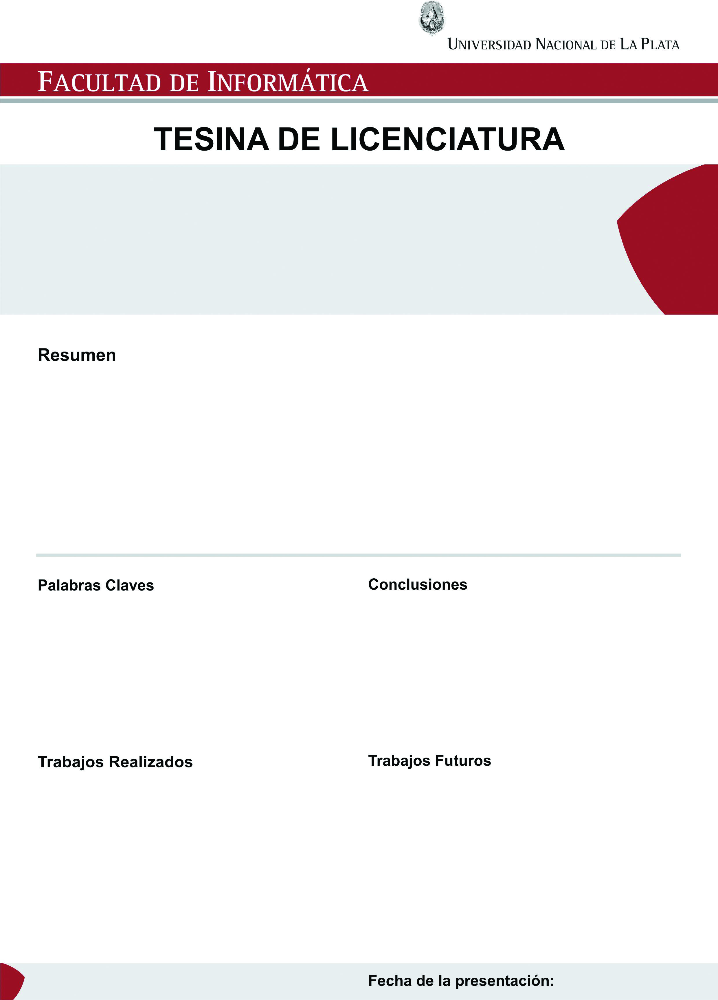 Universidad Nacional de La Plata
Facultad de Informática
TESINA DE LICENCIATURA
Resumen
Palabras Claves
Conclusiones
Trabajos Realizados
Trabajos Futuros
Fecha de la presentación: